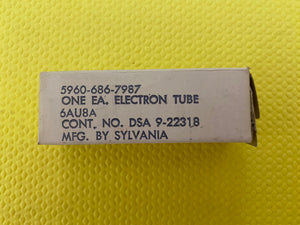 5960-686-7987
ONE EA. ELECTRON TUBE
6AU8A
CONT. NO. DSA 9-22318
MFG. BY SYLVANIA